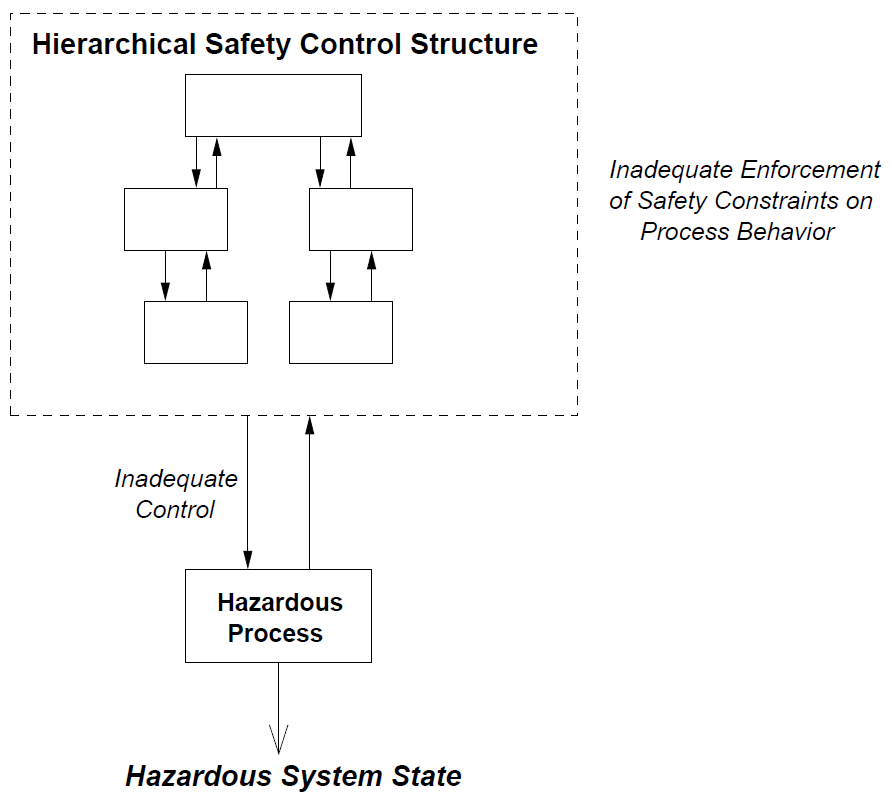 Hierarchical Safety Control Structure
Inadequate Enforcement
of Safety Constraints on
Process Behavior
Inadequate
Control
Hazardous
Process
Hazardous System State